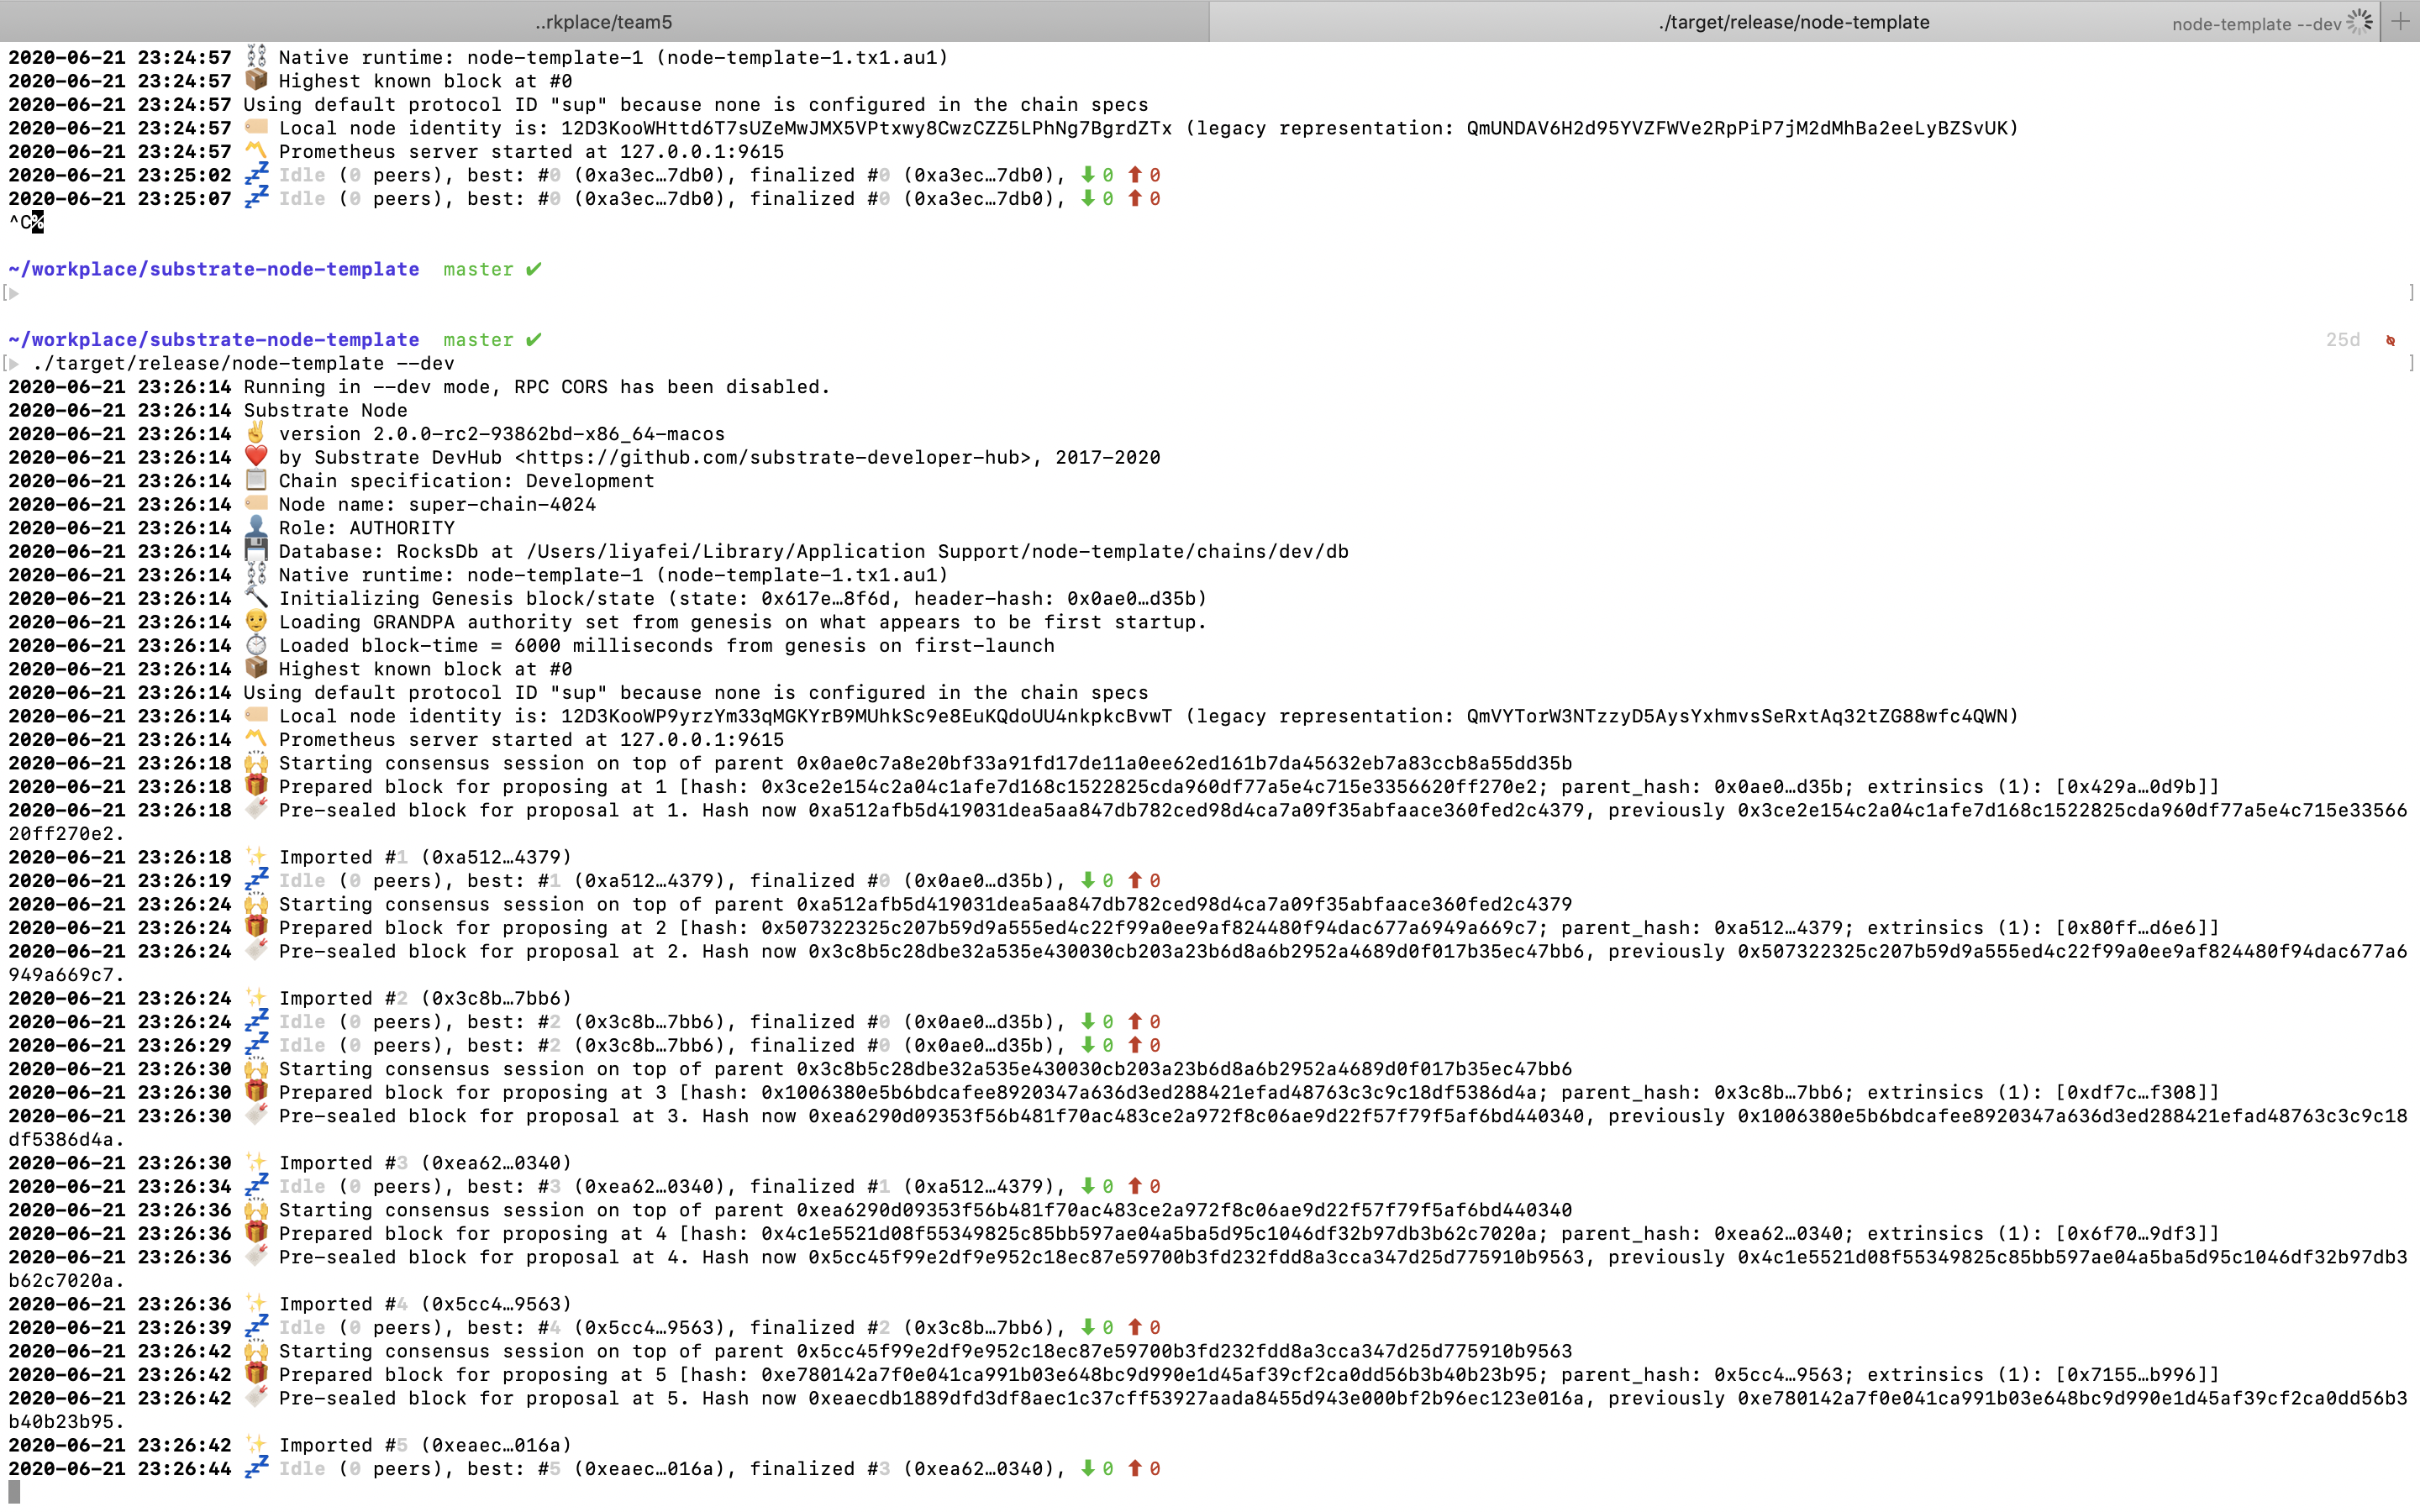 ..rkplace/team5
./target/release/node-template
node-template --dev
2020-06-21 23:24:57 ⛓ Native runtime: node-template-1 (node-template-1.tx1.au1)
2020-06-21 23:24:57 📦 Highest known block at #0
2020-06-21 23:24:57 Using default protocol ID "sup" because none is configured in the chain specs
2020-06-21 23:24:57 🏷 Local node identity is: 12D3KooWHttd6T7sUZeMwJMX5VPtxwy8CwzCZZ5LPhNg7BgrdZTx (legacy representation: QmUNDAV6H2d95YVZFWVe2RpPiP7jM2dMhBa2eeLyBZSvUK)
2020-06-21 23:24:57 〽️ Prometheus server started at 127.0.0.1:9615
2020-06-21 23:25:02 💤 Idle (0 peers), best: #0 (0xa3ec…7db0), finalized #0 (0xa3ec…7db0), ⬇ 0 ⬆ 0
2020-06-21 23:25:07 💤 Idle (0 peers), best: #0 (0xa3ec…7db0), finalized #0 (0xa3ec…7db0), ⬇ 0 ⬆ 0
^C%
~/workplace/substrate-node-template master ✔
~/workplace/substrate-node-template master ✔ 25d
./target/release/node-template --dev
2020-06-21 23:26:14 Running in --dev mode, RPC CORS has been disabled.
2020-06-21 23:26:14 Substrate Node
2020-06-21 23:26:14 ✌️ version 2.0.0-rc2-93862bd-x86_64-macos
2020-06-21 23:26:14 ❤️ by Substrate DevHub <https://github.com/substrate-developer-hub>, 2017-2020
2020-06-21 23:26:14 📋 Chain specification: Development
2020-06-21 23:26:14 🏷 Node name: super-chain-4024
2020-06-21 23:26:14 👤 Role: AUTHORITY
2020-06-21 23:26:14 💾 Database: RocksDb at /Users/liyafei/Library/Application Support/node-template/chains/dev/db
2020-06-21 23:26:14 ⛓ Native runtime: node-template-1 (node-template-1.tx1.au1)
2020-06-21 23:26:14 🔨 Initializing Genesis block/state (state: 0x617e…8f6d, header-hash: 0x0ae0…d35b)
2020-06-21 23:26:14 👴 Loading GRANDPA authority set from genesis on what appears to be first startup.
2020-06-21 23:26:14 ⏱ Loaded block-time = 6000 milliseconds from genesis on first-launch
2020-06-21 23:26:14 📦 Highest known block at #0
2020-06-21 23:26:14 Using default protocol ID "sup" because none is configured in the chain specs
2020-06-21 23:26:14 🏷 Local node identity is: 12D3KooWP9yrzYm33qMGKYrB9MUhkSc9e8EuKQdoUU4nkpkcBvwT (legacy representation: QmVYTorW3NTzzyD5AysYxhmvsSeRxtAq32tZG88wfc4QWN)
2020-06-21 23:26:14 〽️ Prometheus server started at 127.0.0.1:9615
2020-06-21 23:26:18 🙌 Starting consensus session on top of parent 0x0ae0c7a8e20bf33a91fd17de11a0ee62ed161b7da45632eb7a83ccb8a55dd35b
2020-06-21 23:26:18 🎁 Prepared block for proposing at 1 [hash: 0x3ce2e154c2a04c1afe7d168c1522825cda960df77a5e4c715e3356620ff270e2; parent_hash: 0x0ae0…d35b; extrinsics (1): [0x429a…0d9b]]
2020-06-21 23:26:18 🔖 Pre-sealed block for proposal at 1. Hash now 0xa512afb5d419031dea5aa847db782ced98d4ca7a09f35abfaace360fed2c4379, previously 0x3ce2e154c2a04c1afe7d168c1522825cda960df77a5e4c715e33566
20ff270e2.
2020-06-21 23:26:18 ✨ Imported #1 (0xa512…4379)
2020-06-21 23:26:19 💤 Idle (0 peers), best: #1 (0xa512…4379), finalized #0 (0x0ae0…d35b), ⬇ 0 ⬆ 0
2020-06-21 23:26:24 🙌 Starting consensus session on top of parent 0xa512afb5d419031dea5aa847db782ced98d4ca7a09f35abfaace360fed2c4379
2020-06-21 23:26:24 🎁 Prepared block for proposing at 2 [hash: 0x507322325c207b59d9a555ed4c22f99a0ee9af824480f94dac677a6949a669c7; parent_hash: 0xa512…4379; extrinsics (1): [0x80ff…d6e6]]
2020-06-21 23:26:24 🔖 Pre-sealed block for proposal at 2. Hash now 0x3c8b5c28dbe32a535e430030cb203a23b6d8a6b2952a4689d0f017b35ec47bb6, previously 0x507322325c207b59d9a555ed4c22f99a0ee9af824480f94dac677a6
949a669c7.
2020-06-21 23:26:24 ✨ Imported #2 (0x3c8b…7bb6)
2020-06-21 23:26:24 💤 Idle (0 peers), best: #2 (0x3c8b…7bb6), finalized #0 (0x0ae0…d35b), ⬇ 0 ⬆ 0
2020-06-21 23:26:29 💤 Idle (0 peers), best: #2 (0x3c8b…7bb6), finalized #0 (0x0ae0…d35b), ⬇ 0 ⬆ 0
2020-06-21 23:26:30 🙌 Starting consensus session on top of parent 0x3c8b5c28dbe32a535e430030cb203a23b6d8a6b2952a4689d0f017b35ec47bb6
2020-06-21 23:26:30 🎁 Prepared block for proposing at 3 [hash: 0x1006380e5b6bdcafee8920347a636d3ed288421efad48763c3c9c18df5386d4a; parent_hash: 0x3c8b…7bb6; extrinsics (1): [0xdf7c…f308]]
2020-06-21 23:26:30 🔖 Pre-sealed block for proposal at 3. Hash now 0xea6290d09353f56b481f70ac483ce2a972f8c06ae9d22f57f79f5af6bd440340, previously 0x1006380e5b6bdcafee8920347a636d3ed288421efad48763c3c9c18
df5386d4a.
2020-06-21 23:26:30 ✨ Imported #3 (0xea62…0340)
2020-06-21 23:26:34 💤 Idle (0 peers), best: #3 (0xea62…0340), finalized #1 (0xa512…4379), ⬇ 0 ⬆ 0
2020-06-21 23:26:36 🙌 Starting consensus session on top of parent 0xea6290d09353f56b481f70ac483ce2a972f8c06ae9d22f57f79f5af6bd440340
2020-06-21 23:26:36 🎁 Prepared block for proposing at 4 [hash: 0x4c1e5521d08f55349825c85bb597ae04a5ba5d95c1046df32b97db3b62c7020a; parent_hash: 0xea62…0340; extrinsics (1): [0x6f70…9df3]]
2020-06-21 23:26:36 🔖 Pre-sealed block for proposal at 4. Hash now 0x5cc45f99e2df9e952c18ec87e59700b3fd232fdd8a3cca347d25d775910b9563, previously 0x4c1e5521d08f55349825c85bb597ae04a5ba5d95c1046df32b97db3
b62c7020a.
2020-06-21 23:26:36 ✨ Imported #4 (0x5cc4…9563)
2020-06-21 23:26:39 💤 Idle (0 peers), best: #4 (0x5cc4…9563), finalized #2 (0x3c8b…7bb6), ⬇ 0 ⬆ 0
2020-06-21 23:26:42 🙌 Starting consensus session on top of parent 0x5cc45f99e2df9e952c18ec87e59700b3fd232fdd8a3cca347d25d775910b9563
2020-06-21 23:26:42 🎁 Prepared block for proposing at 5 [hash: 0xe780142a7f0e041ca991b03e648bc9d990e1d45af39cf2ca0dd56b3b40b23b95; parent_hash: 0x5cc4…9563; extrinsics (1): [0x7155…b996]]
2020-06-21 23:26:42 🔖 Pre-sealed block for proposal at 5. Hash now 0xeaecdb1889dfd3df8aec1c37cff53927aada8455d943e000bf2b96ec123e016a, previously 0xe780142a7f0e041ca991b03e648bc9d990e1d45af39cf2ca0dd56b3
b40b23b95.
2020-06-21 23:26:42 ✨ Imported #5 (0xeaec…016a)
2020-06-21 23:26:44 💤 Idle (0 peers), best: #5 (0xeaec…016a), finalized #3 (0xea62…0340), ⬇ 0 ⬆ 0